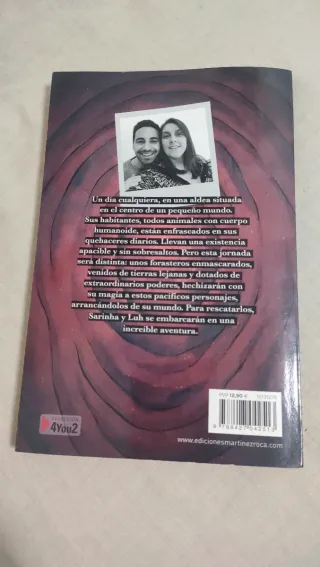 Un día cualquiera, en una aldea situada
en el centro de un pequeño mundo.
Sus habitantes, todos animales con cuerpo
humanoide, están enfrascados en sus
quehaceres diarios. Llevan una existencia
apacible y sin sobresaltos. Pero esta jornada
será distinta: unos forasteros enmascarados,
venidos de tierras lejanas y dotados de
extraordinarios poderes, hechizarán con
su magia a estos pacíficos personajes,
arrancándolos de su mundo. Para rescatarlos,
Sarinha y Luh se embarcarán en una
increíble aventura.
PVP 12,90 €
4You2
www.edicionesmartinezroca.com